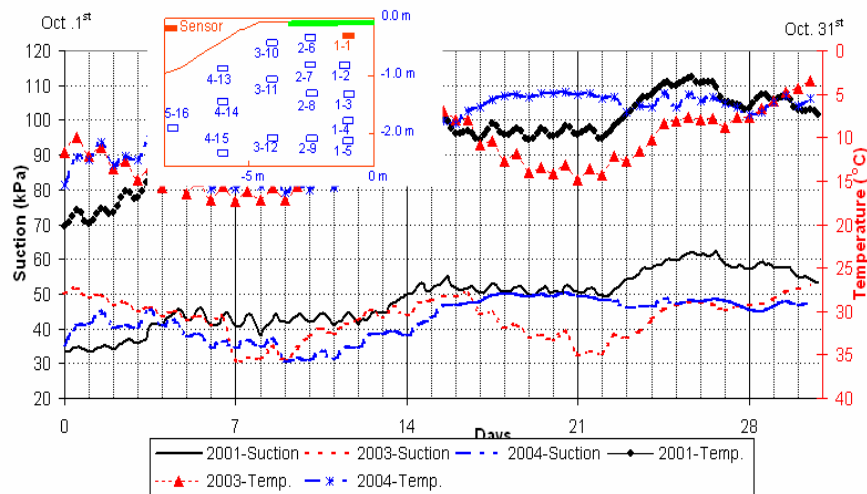 Oct .1st
Oct. 31st
Suction (kPa)
120
110
100
90
80
70
60
50
40
30
20
Temperature (°C)
0
5
10
15
20
25
30
35
40
0
7
14
21
28
Days
Sensor
0.0 m
-1.0 m
-2.0 m
-5 m
0 m
2-6
1-1
3-10
4-13
2-7
1-2
3-11
2-8
1-3
4-14
5-16
1-4
4-15
3-12
2-9
1-5
2001-Suction
2003-Suction
2004-Suction
2001-Temp.
2003-Temp.
2004-Temp.